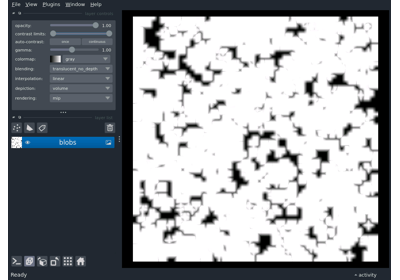 File View Plugins Window Help
opacity: 1.00
contrast limits:
auto-contrast: once continuous
gamma: 1.00
colormap: gray
blending: translucent_no_depth
interpolation: linear
depiction: volume
rendering: mip
blobs
Ready
activity